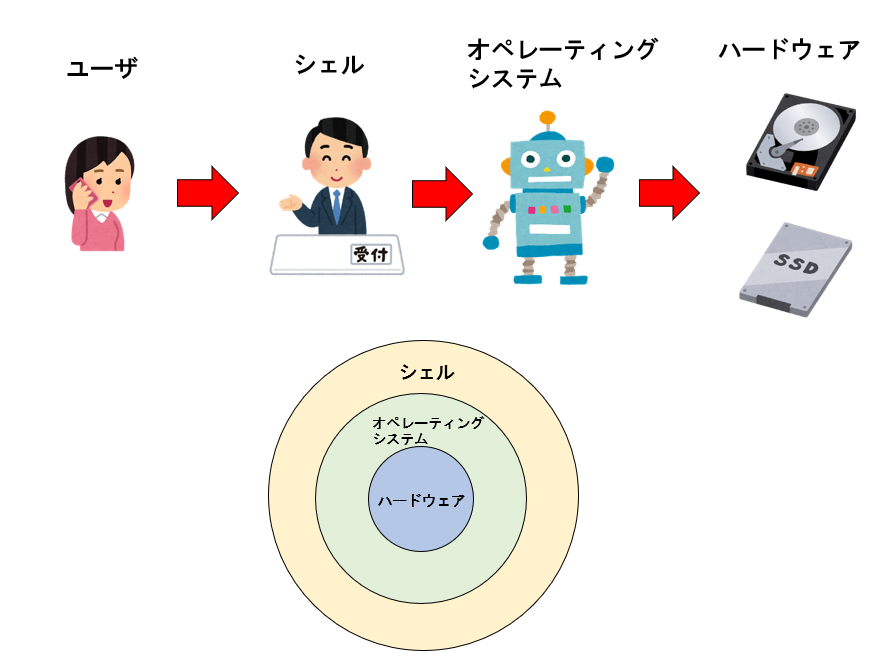 ユーザ
シェル
オペレーティング
システム
ハードウェア
受付
SSD
シェル
オペレーティング
システム
ハードウェア